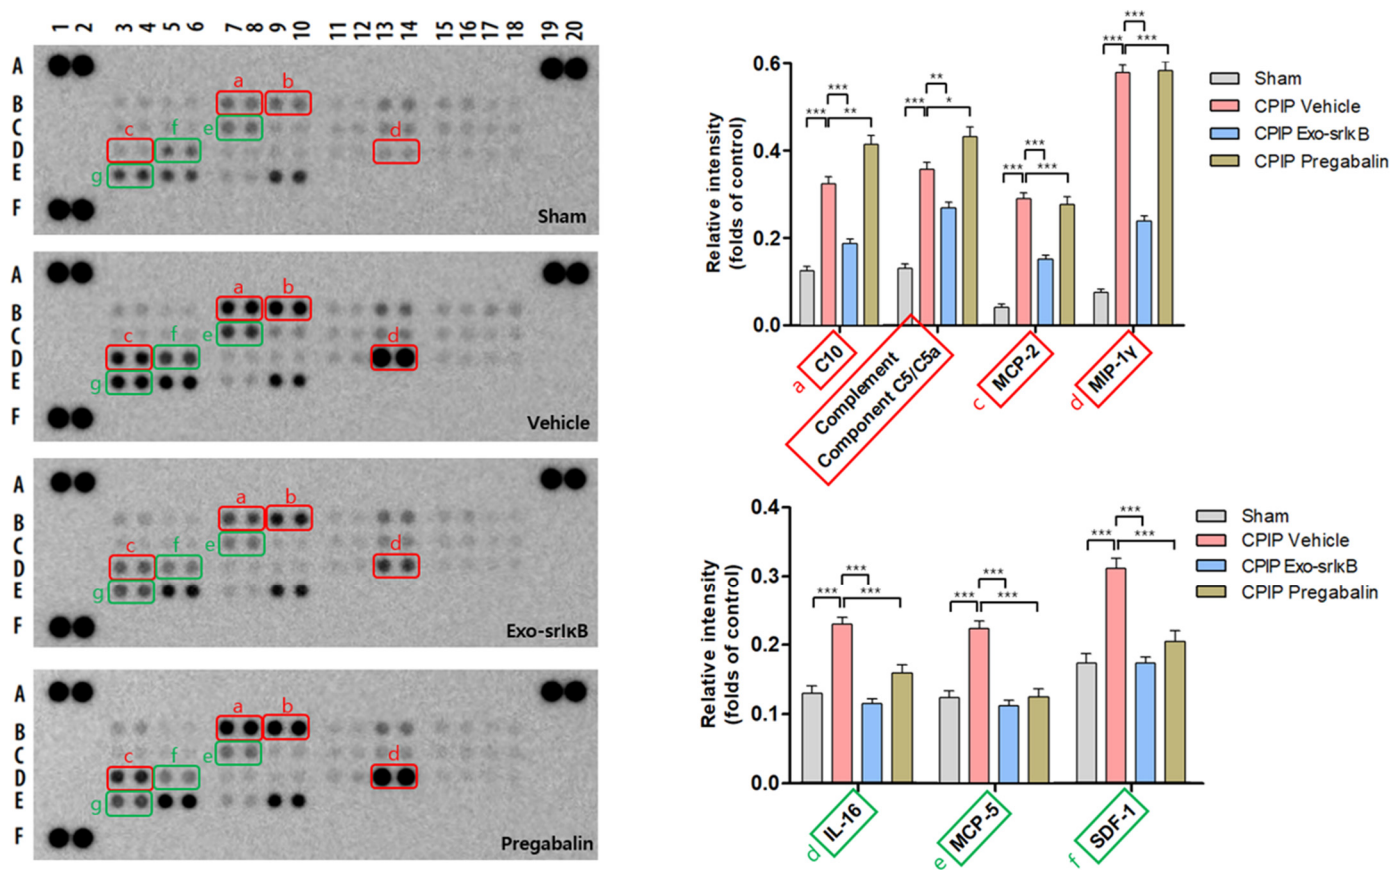 1 2 3 4 5 6 7 8 9 10 11 12 13 14 15 16 17 18 19 20
A
B
C
D
E
F
a
b
c
f
e
d
g
Sham
A
B
C
D
E
F
a
b
c
f
e
d
g
Vehicle
A
B
C
D
E
F
a
b
c
f
e
d
g
Exo-srIκB
A
B
C
D
E
F
a
b
c
f
e
d
g
Pregabalin
Relative intensity
(folds of control)
0.6
0.4
0.2
0.0
*** *** **
*** ** *
*** *** ***
*** *** ***
Sham
CPIP Vehicle
CPIP Exo-srIκB
CPIP Pregabalin
a C10
Complement
Component C5/C5a
c MCP-2
d MIP-1γ
Relative intensity
(folds of control)
0.4
0.3
0.2
0.1
0.0
*** *** ***
*** *** ***
*** *** ***
Sham
CPIP Vehicle
CPIP Exo-srIκB
CPIP Pregabalin
d IL-16
e MCP-5
f SDF-1